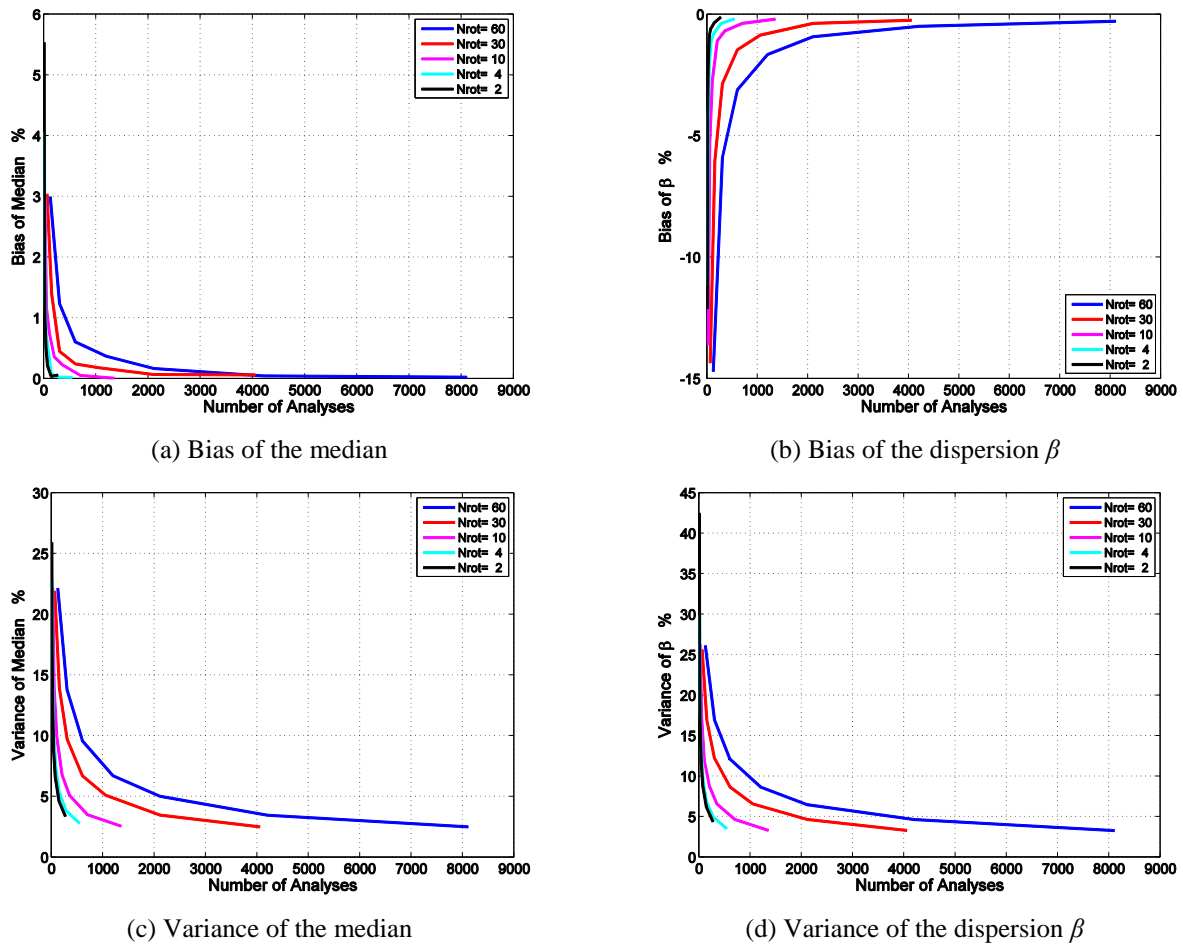 6
5
4
3
2
1
0
Bias of Median %
Nrot= 60
Nrot= 30
Nrot= 10
Nrot= 4
Nrot= 2
0 1000 2000 3000 4000 5000 6000 7000 8000 9000
Number of Analyses
(a) Bias of the median
0
-5
-10
-15
Bias of β %
Nrot= 60
Nrot= 30
Nrot= 10
Nrot= 4
Nrot= 2
0 1000 2000 3000 4000 5000 6000 7000 8000 9000
Number of Analyses
(b) Bias of the dispersion β
30
25
20
15
10
5
0
Variance of Median %
Nrot= 60
Nrot= 30
Nrot= 10
Nrot= 4
Nrot= 2
0 1000 2000 3000 4000 5000 6000 7000 8000 9000
Number of Analyses
(c) Variance of the median
45
40
35
30
25
20
15
10
5
0
Variance of β %
Nrot= 60
Nrot= 30
Nrot= 10
Nrot= 4
Nrot= 2
0 1000 2000 3000 4000 5000 6000 7000 8000 9000
Number of Analyses
(d) Variance of the dispersion β